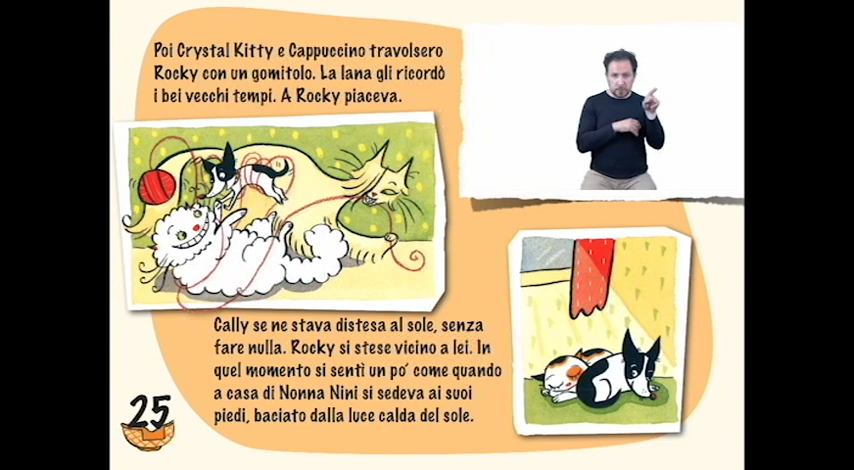 Poi Crystal Kitty e Cappuccino travolsero
Rocky con un gomitolo. La lana gli ricordò
i bei vecchi tempi. A Rocky piaceva.
Cally se ne stava distesa al sole, senza
fare nulla. Rocky si stese vicino a lei. In
quel momento si sentì un po' come quando
a casa di Nonna Nini si sedeva ai suoi
piedi, baciato dalla luce calda del sole.
25